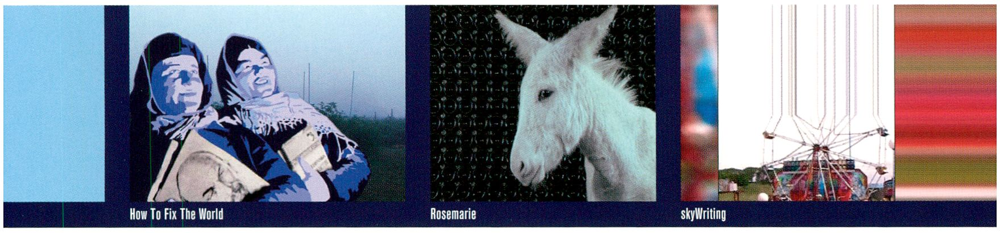 How To Fix The World
Rosemarie
skyWriting